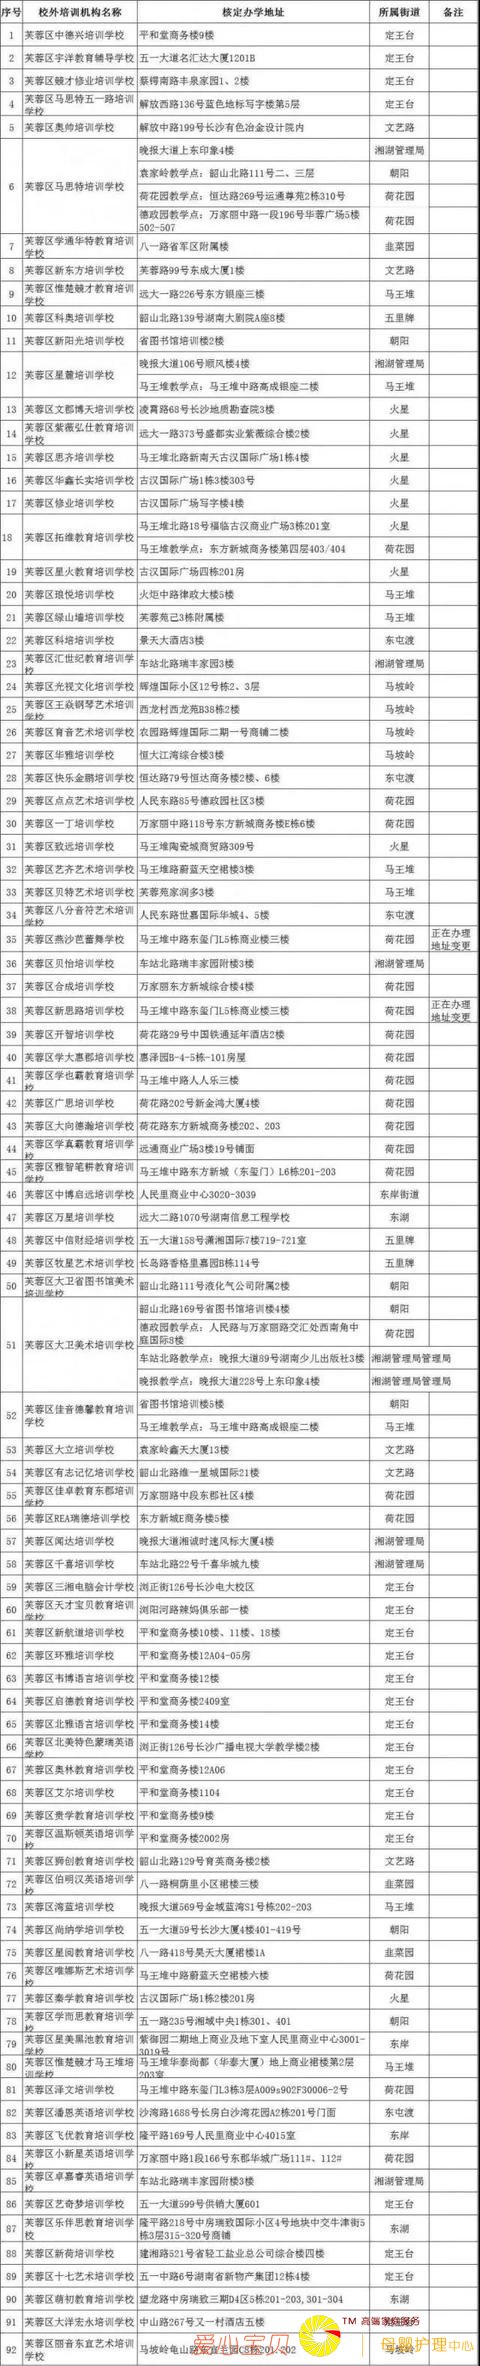 序号 校外培训机构名称 核定办学地址 所属街道 备注
1 芙蓉区中德兴培训学校 平和堂商务楼9楼 定王台
2 芙蓉区宇洋教育辅导学校 五一大道名汇达大厦1201B 定王台
3 芙蓉区兢才修业培训学校 蔡锷南路丰泉家园1、2楼 定王台
4 芙蓉区马思特五一路培训学校 解放西路136号蓝色地标写字楼第5层 定王台
5 芙蓉区奥帅培训学校 解放中路199号长沙有色冶金设计院内 文艺路
6 芙蓉区马思特培训学校 晚报大道上东印象4楼 湘湖管理局
袁家岭教学点：韶山北路111号二、三层 朝阳
荷花园教学点：恒达路269号运通尊苑2栋310号 荷花园
德政园教学点：万家丽中路一段196号华蓉广场5楼502-507 荷花园
7 芙蓉区学通华特教育培训学校 八一路省军区附属楼 韭菜园
8 芙蓉区新东方培训学校 芙蓉路99号东成大厦1楼 文艺路
9 芙蓉区惟楚兢才教育培训学校 远大一路226号东方银座三楼 马王堆
10 芙蓉区科奥培训学校 韶山北路139号湖南大剧院A座8楼 五里牌
11 芙蓉区新阳光培训学校 省图书馆培训楼2楼 朝阳
12 芙蓉区星麓培训学校 晚报大道106号顺风楼4楼 湘湖管理局
马王堆教学点：马王堆中路高成银座二楼 马王堆
13 芙蓉区文郡博天培训学校 凌霄路68号长沙地质勘查院3楼 火星
14 芙蓉区紫薇弘仕教育培训学校 远大一路373号盛都实业紫薇综合楼2楼 火星
15 芙蓉区思齐培训学校 马王堆北路新南天古汉国际广场1栋4楼 火星
16 芙蓉区华鑫长实培训学校 古汉国际广场1栋3楼303号 火星
17 芙蓉区修业培训学校 古汉国际广场写字楼4楼 火星
18 芙蓉区拓维教育培训学校 马王堆北路18号福临古汉商业广场3栋201室 火星
马王堆教学点：东方新城商务楼第四层403/404 荷花园
19 芙蓉区星火教育培训学校 古汉国际广场四栋201房 火星
20 芙蓉区琅悦培训学校 火炬中路律政大楼5楼 马王堆
21 芙蓉区绿山墙培训学校 芙蓉苑己3栋附属楼 马王堆
22 芙蓉区科培培训学校 景天大酒店3楼 东屯渡
23 芙蓉区汇世纪教育培训学校 车站北路瑞丰家园3楼 湘湖管理局
24 芙蓉区光视文化培训学校 辉煌国际小区12号栋2、3层 马坡岭
25 芙蓉区王焱钢琴艺术培训学校 西龙村西龙苑B38栋2楼 马坡岭
26 芙蓉区育音艺术培训学校 农园路辉煌国际二期一号商铺二楼 马坡岭
27 芙蓉区华雅培训学校 恒大江湾综合楼3楼 马坡岭
28 芙蓉区快乐金鹏培训学校 恒达路79号恒达商务楼2楼、6楼 东屯渡
29 芙蓉区点点艺术培训学校 人民东路85号德政园社区3楼 荷花园
30 芙蓉区一丁培训学校 万家丽中路118号东方新城商务楼E栋6楼 荷花园
31 芙蓉区致远培训学校 马王堆陶瓷城商贸路309号 火星
32 芙蓉区艺齐艺术培训学校 马王堆路蔚蓝天空裙楼3楼 马王堆
33 芙蓉区贝特艺术培训学校 芙蓉苑家润多3楼 马王堆
34 芙蓉区八分音符艺术培训学校 人民东路世嘉国际华城4、5楼 东屯渡
35 芙蓉区燕沙芭蕾舞学校 马王堆中路东玺门L5栋商业楼三楼 荷花园 正在办理地址变更
36 芙蓉区贝怡培训学校 车站北路瑞丰家园附楼3楼 湘湖管理局
37 芙蓉区合成培训学校 万家丽东方新城综合楼4楼 荷花园
38 芙蓉区新思路培训学校 马王堆中路东玺门L5栋商业楼三楼 荷花园 正在办理地址变更
39 芙蓉区开智培训学校 荷花路29号中国铁通延年酒店2楼 荷花园
40 芙蓉区学大惠郡培训学校 惠泽园B-4-5栋-101房屋 荷花园
41 芙蓉区学也霸教育培训学校 马王堆中路人人乐三楼 荷花园
42 芙蓉区广思培训学校 荷花路202号新金鸿大厦4楼 荷花园
43 芙蓉区大向德瀚培训学校 荷花路东方新城商务楼202、203 荷花园
44 芙蓉区学真霸教育培训学校 远通商业广场3楼19号铺面 荷花园
45 芙蓉区雅智笔耕教育培训学校 马王堆中路东方新城（东玺门）L6栋201-203 荷花园
46 芙蓉区中博启远培训学校 人民里商业中心3020-3039 东岸街道
47 芙蓉区万星培训学校 远大二路1070号湖南信息工程学校 东湖
48 芙蓉区中信财经培训学校 五一大道158号潇湘国际7楼719-721室 五里牌
49 芙蓉区牧星艺术培训学校 长岛路香格里嘉园B栋114号 五里牌
50 芙蓉区大卫省图书馆美术培训学校 韶山北路111号液化气公司附属2楼 朝阳
51 芙蓉区大卫美术培训学校 韶山北路169号省图书馆培训楼4楼 朝阳
德政园教学点：人民路与万家丽路交汇处西南角中庭国际8楼 荷花园
车站北路教学点：晚报大道89号湖南少儿出版社3楼 湘湖管理局管理局
晚报教学点：晚报大道228号上东印象4楼 湘湖管理局管理局
52 芙蓉区佳音德馨教育培训学校 省图书馆培训楼5楼 朝阳
马王堆教学点：马王堆中路高成银座二楼 马王堆
53 芙蓉区大立培训学校 袁家岭鑫天大厦13楼 文艺路
54 芙蓉区有志记忆培训学校 韶山北路维一星城国际21楼 文艺路
55 芙蓉区佳卓教育东郡培训学校 万家丽路中段东郡社区4楼 荷花园
56 芙蓉区REA瑞德培训学校 东方新城E商务楼5楼 荷花园
57 芙蓉区闻达培训学校 晚报大道湘诚时速风标大厦4楼 湘湖管理局
58 芙蓉区千喜培训学校 车站北路22号千喜华城九楼 湘湖管理局
59 芙蓉区三湘电脑会计学校 浏正街126号长沙电大校区 定王台
60 芙蓉区天才宝贝教育培训学校 浏阳河路辣妈俱乐部一楼 定王台
61 芙蓉区新航道培训学校 平和堂商务楼10楼、11楼、18楼 定王台
62 芙蓉区环雅培训学校 平和堂商务楼12A04-05房 定王台
63 芙蓉区韦博语言培训学校 平和堂商务楼12楼 定王台
64 芙蓉区启德教育培训学校 平和堂商务楼2409室 定王台
65 芙蓉区北雅语言培训学校 平和堂商务楼14楼 定王台
66 芙蓉区北美特色蒙瑞英语学校 浏正街126号长沙广播电视大学教学楼2楼 定王台
67 芙蓉区奥林教育培训学校 平和堂商务楼12A06 定王台
68 芙蓉区艾尔培训学校 平和堂商务楼1104 定王台
69 芙蓉区贵学教育培训学校 平和堂商务楼9楼 定王台
70 芙蓉区温斯顿英语培训学校 平和堂商务楼2002房 定王台
71 芙蓉区狮创教育培训学校 韶山北路129号育英商务楼2楼 文艺路
72 芙蓉区伯明汉英语培训学校 八一路桐荫里小区裙楼三楼 韭菜园
73 芙蓉区湾蓝培训学校 晚报大道569号金域蓝湾S1号栋202-203 马王堆
74 芙蓉区尚纳学培训学校 五一大道59号长沙大厦4楼401-419号 朝阳
75 芙蓉区星阅教育培训学校 八一路418号昊天大厦裙楼1A 韭菜园
76 芙蓉区唯娜斯艺术培训学校 马王堆中路蔚蓝天空裙楼六楼 荷花园
77 芙蓉区秦学教育培训学校 古汉国际广场1栋2楼201房 火星
78 芙蓉区学而思教育培训学校 五一路235号湘域中央1栋301、401 朝阳
79 芙蓉区星美黑池教育培训学校 紫御园二期地上商业及地下室人民里商业中心3001-3019号 东岸
80 芙蓉区惟楚兢才马王堆培训学校 马王堆华泰尚都（华泰大厦）地上商业裙楼第2层203室 马王堆
81 芙蓉区泽文培训学校 马王堆中路东玺门L3栋3层A009s902F30006-2号 荷花园
82 芙蓉区潘恩英语培训学校 沙湾路1688号长房白沙湾花园A2栋201号门面 东屯渡
83 芙蓉区飞优教育培训学校 隆平路169号人民里商业中心4015室 东岸
84 芙蓉区小新星英语培训学校 万家丽中路1段166号东郡华城广场111#、112# 荷花园
85 芙蓉区卓嘉睿英语培训学校 车站北路瑞丰家园附楼3楼 湘湖管理局
86 芙蓉区艺奇梦培训学校 五一大道599号供销大厦601 定王台
87 芙蓉区乐伴思教育培训学校 隆平路218号中房瑞致国际小区4号地块中交牛津街5栋3层315-320号商铺 东湖
88 芙蓉区新荷培训学校 建湘路521号省轻工盐业总公司综合楼四楼 定王台
89 芙蓉区十七艺术培训学校 五一中路6号湖南省新物产集团12栋4楼 定王台
90 芙蓉区萌初教育培训学校 望龙路中房瑞致三期D4区5栋201-203,301-304 东湖
91 芙蓉区大洋宏永培训学校 中山路267号又一村酒店五楼
92 芙蓉区丽音东宜艺术培训学校 马坡岭龟山路东宜毛园C8栋201.202 马坡岭
爱心宝贝
TM 高端家庭服务
母婴护理中心